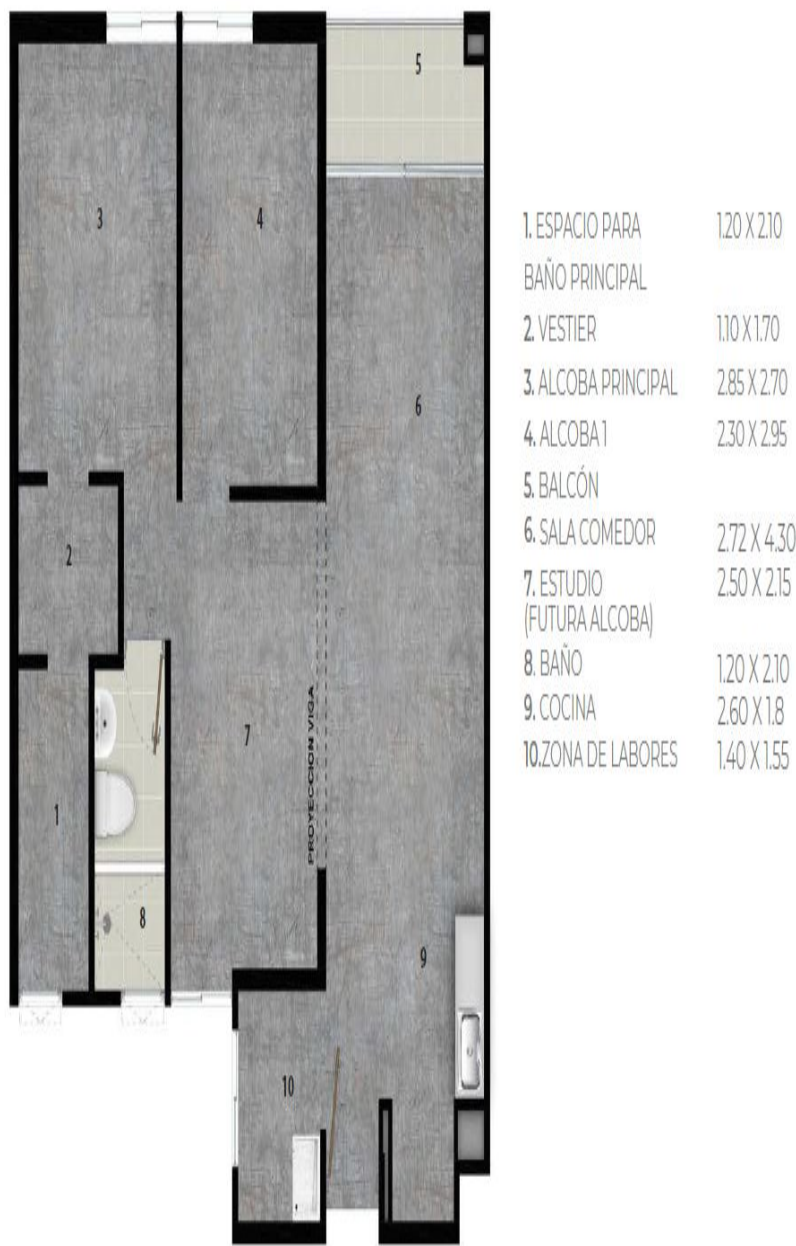 5
3
4
6
2
7
PROYECCION VIGA
1
8
9
10
1. ESPACIO PARA 1.20 X 2.10
BAÑO PRINCIPAL
2. VESTIER 1.10 X 1.70
3. ALCOBA PRINCIPAL 2.85 X 2.70
4. ALCOBA 1 2.30 X 2.95
5. BALCÓN
6. SALA COMEDOR 2.72 X 4.30
7. ESTUDIO 2.50 X 2.15
(FUTURA ALCOBA)
8. BAÑO 1.20 X 2.10
9. COCINA 2.60 X 1.8
10.ZONA DE LABORES 1.40 X 1.55